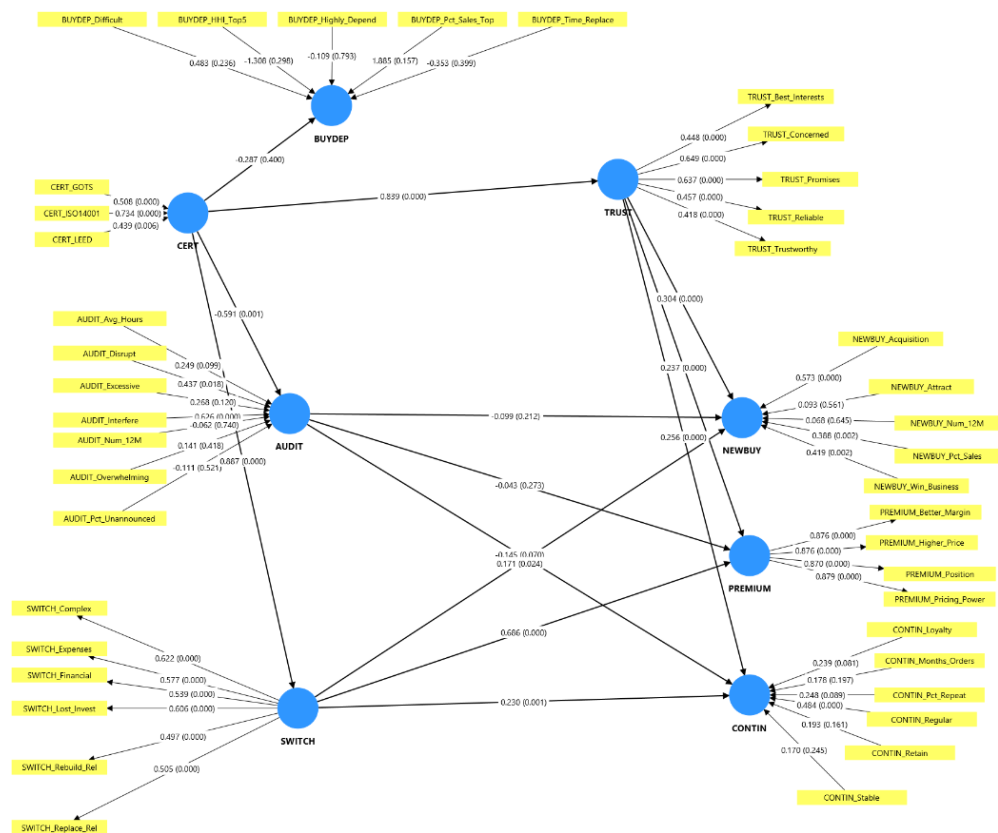 BUYDEP_Difficult
BUYDEP_HHI_Top5
BUYDEP_Highly_Depend
BUYDEP_Pct_Sales_Top
BUYDEP_Time_Replace
0.483 (0.236)
-1.300 (0.298)
-0.109 (0.793)
1.885 (0.157)
-0.353 (0.399)
BUYDEP
-0.287 (0.400)
CERT_GOTS
CERT_ISO14001
CERT_LEED
0.508 (0.000)
0.734 (0.000)
0.439 (0.006)
CERT
0.839 (0.000)
TRUST_Best_Interests
TRUST_Concerned
TRUST_Promises
TRUST_Reliable
TRUST_Trustworthy
0.448 (0.000)
0.649 (0.000)
0.637 (0.000)
0.457 (0.000)
0.418 (0.000)
TRUST
-0.591 (0.001)
0.887 (0.000)
0.304 (0.000)
0.237 (0.000)
0.256 (0.000)
AUDIT_Avg_Hours
AUDIT_Disrupt
AUDIT_Excessive
AUDIT_Interfere
AUDIT_Num_12M
AUDIT_Overwhelming
AUDIT_Pct_Unannounced
0.249 (0.099)
0.437 (0.018)
0.268 (0.120)
0.626 (0.000)
-0.062 (0.740)
0.141 (0.418)
-0.111 (0.521)
AUDIT
-0.099 (0.212)
-0.043 (0.273)
-0.145 (0.070)
0.171 (0.024)
NEWBUY_Acquisition
NEWBUY_Attract
NEWBUY_Num_12M
NEWBUY_Pct_Sales
NEWBUY_Win_Business
0.573 (0.000)
0.093 (0.561)
0.068 (0.645)
0.388 (0.002)
0.419 (0.002)
NEWBUY
PREMIUM_Better_Margin
PREMIUM_Higher_Price
PREMIUM_Position
PREMIUM_Pricing_Power
0.876 (0.000)
0.876 (0.000)
0.870 (0.000)
0.879 (0.000)
PREMIUM
SWITCH_Complex
SWITCH_Expenses
SWITCH_Financial
SWITCH_Lost_Invest
SWITCH_Rebuild_Rel
SWITCH_Replace_Rel
0.622 (0.000)
0.577 (0.000)
0.539 (0.000)
0.606 (0.000)
0.497 (0.000)
0.505 (0.000)
SWITCH
0.686 (0.000)
0.230 (0.001)
CONTIN_Loyalty
CONTIN_Months_Orders
CONTIN_Pct_Repeat
CONTIN_Regular
CONTIN_Retain
CONTIN_Stable
0.239 (0.081)
0.178 (0.197)
0.248 (0.089)
0.484 (0.000)
0.193 (0.161)
0.170 (0.245)
CONTIN